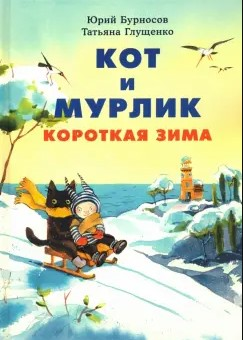 Юрий Бурносов
Татьяна Глущенко
КОТ
и
МУРЛИК
КОРОТКАЯ ЗИМА